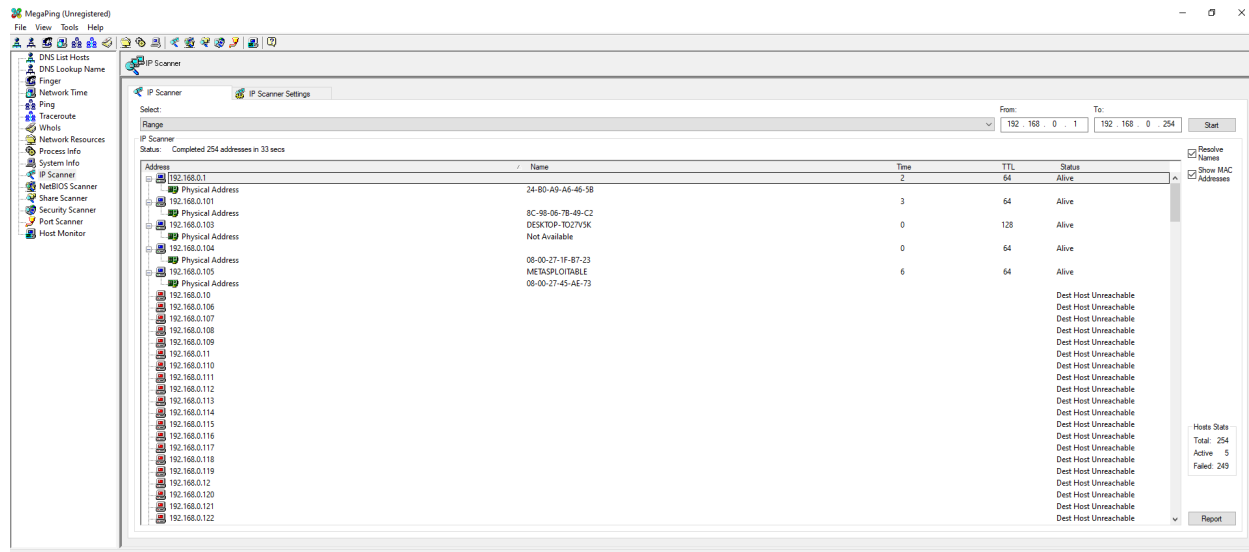 MegaPing (Unregistered)
File View Tools Help
DNS List Hosts
DNS Lookup Name
Finger
Network Time
Ping
Traceroute
WhoIs
Network Resources
Process Info
System Info
IP Scanner
NetBIOS Scanner
Share Scanner
Security Scanner
Port Scanner
Host Monitor
IP Scanner
IP Scanner IP Scanner Settings
Select: From: To:
Range 192 . 168 . 0 . 1 192 . 168 . 0 . 254 Start
IP Scanner
Status: Completed 254 addresses in 33 secs
Resolve Names
Show MAC Addresses
Address / Name Time TTL Status
192.168.0.1 2 64 Alive
Physical Address 24-B0-A9-A6-46-5B
192.168.0.101 3 64 Alive
Physical Address 8C-98-06-7B-49-C2
192.168.0.103 DESKTOP-TO27V5K 0 128 Alive
Physical Address Not Available
192.168.0.104 0 64 Alive
Physical Address 08-00-27-1F-B7-23
192.168.0.105 METASPLOITABLE 6 64 Alive
Physical Address 08-00-27-45-AE-73
192.168.0.10 Dest Host Unreachable
192.168.0.106 Dest Host Unreachable
192.168.0.107 Dest Host Unreachable
192.168.0.108 Dest Host Unreachable
192.168.0.109 Dest Host Unreachable
192.168.0.11 Dest Host Unreachable
192.168.0.110 Dest Host Unreachable
192.168.0.111 Dest Host Unreachable
192.168.0.112 Dest Host Unreachable
192.168.0.113 Dest Host Unreachable
192.168.0.114 Dest Host Unreachable
192.168.0.115 Dest Host Unreachable
192.168.0.116 Dest Host Unreachable
192.168.0.117 Dest Host Unreachable
192.168.0.118 Dest Host Unreachable
192.168.0.119 Dest Host Unreachable
192.168.0.12 Dest Host Unreachable
192.168.0.120 Dest Host Unreachable
192.168.0.121 Dest Host Unreachable
192.168.0.122 Dest Host Unreachable
Hosts Stats
Total: 254
Active 5
Failed: 249
Report